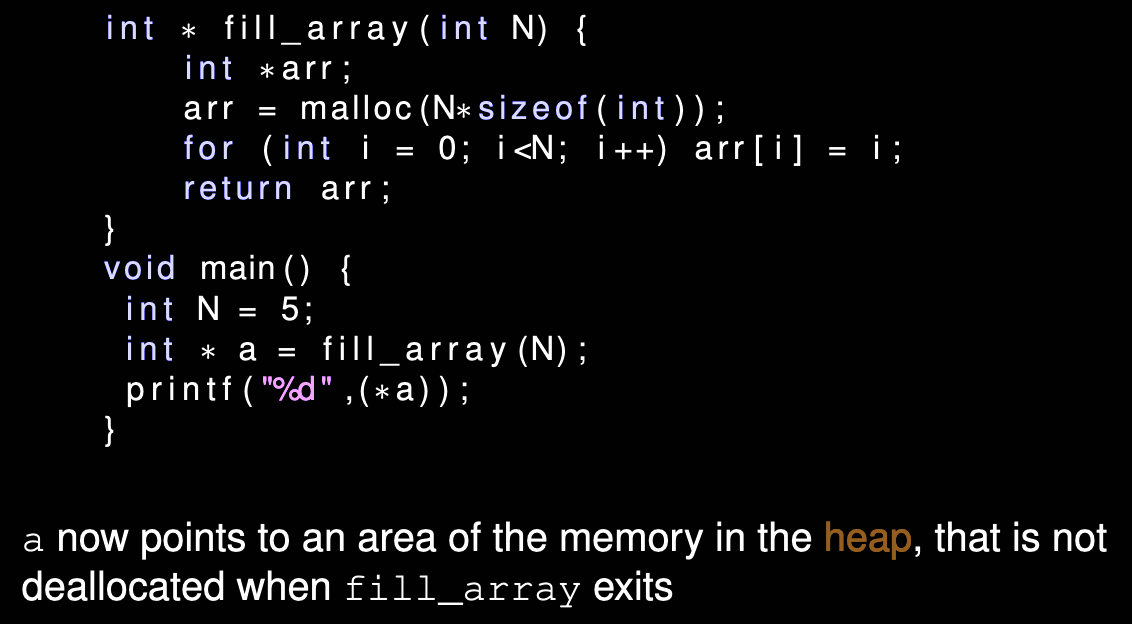 int * fill_array(int N) {
int *arr;
arr = malloc(N*sizeof(int));
for (int i = 0; i<N; i++) arr[i] = i;
return arr;
}
void main() {
int N = 5;
int * a = fill_array(N);
printf("%d",(*a));
}
a now points to an area of the memory in the heap, that is not
deallocated when fill_array exits